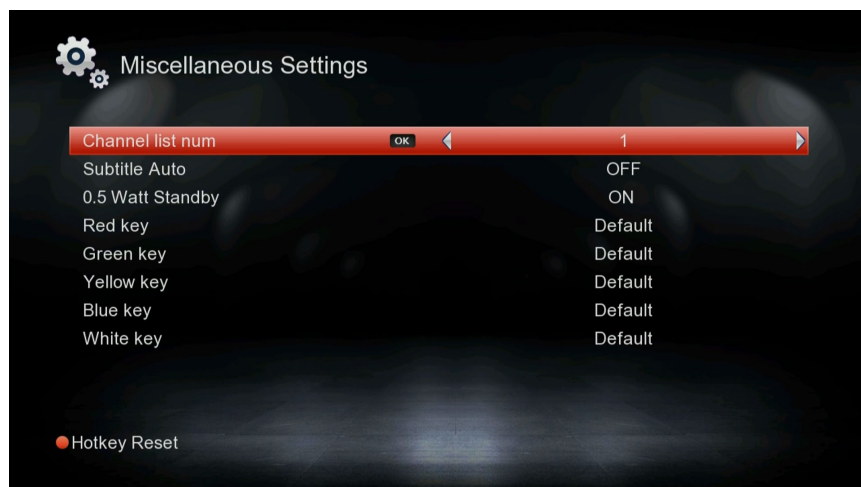 Miscellaneous Settings
Channel list num OK 1
Subtitle Auto OFF
0.5 Watt Standby ON
Red key Default
Green key Default
Yellow key Default
Blue key Default
White key Default
Hotkey Reset